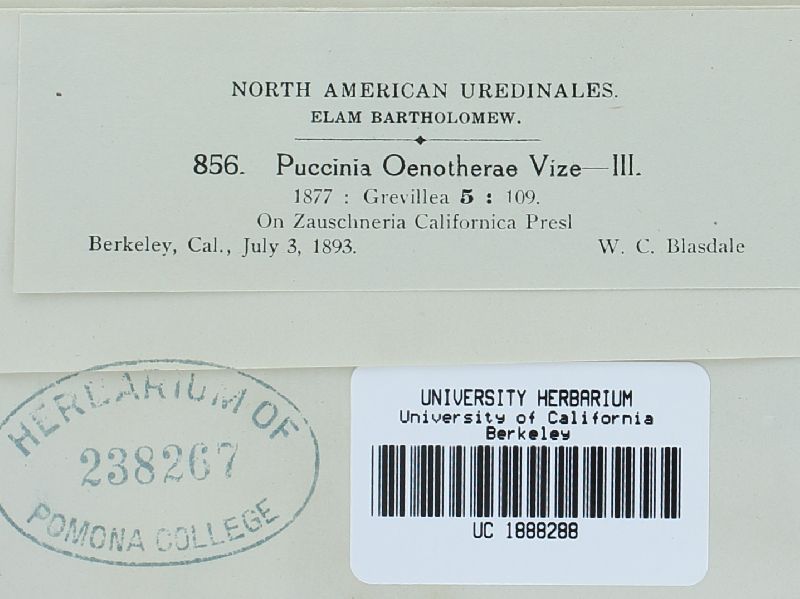 NORTH AMERICAN UREDINALES.
ELAM BARTHOLOMEW.
856. Puccinia Oenotherae Vize—III.
1877 : Grevillea 5 : 109.
On Zauschneria Californica Presl
Berkeley, Cal., July 3, 1893. W. C. Blasdale
HERBARIUM OF
238267
POMONA COLLEGE
UNIVERSITY HERBARIUM
University of California
Berkeley
UC 1888288